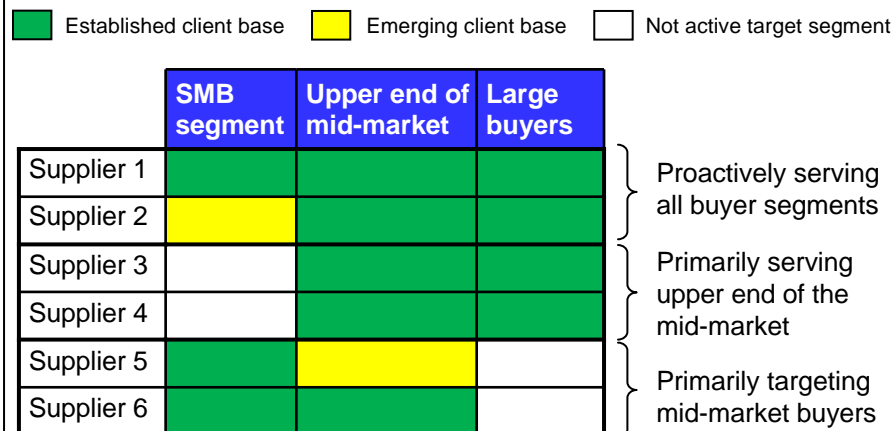 Established client base
Emerging client base
Not active target segment
SMB segment
Upper end of mid-market
Large buyers
Supplier 1
Supplier 2
Proactively serving
all buyer segments
Supplier 3
Supplier 4
Primarily serving
upper end of the
mid-market
Supplier 5
Supplier 6
Primarily targeting
mid-market buyers